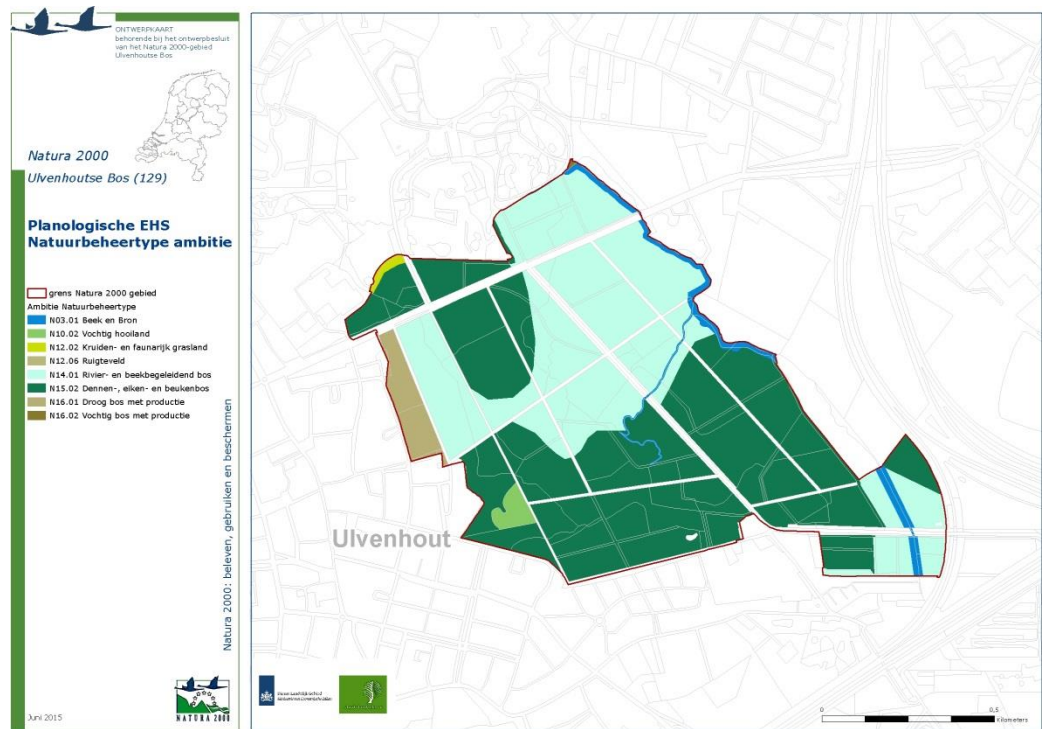 ONTWERPKAART
behorende bij het ontwerpbesluit
van het Natura 2000-gebied
Ulvenhoutse Bos
Natura 2000
Ulvenhoutse Bos (129)
Planologische EHS
Natuurbeheertype ambitie
grens Natura 2000 gebied
Ambitie Natuurbeheertype
N03.01 Beek en Bron
N10.02 Vochtig hooiland
N12.02 Kruiden- en faunarijk grasland
N12.06 Ruigteveld
N14.01 Rivier- en beekbegeleidend bos
N15.02 Dennen-, eiken- en beukenbos
N16.01 Droog bos met productie
N16.02 Vochtig bos met productie
Natura 2000: beleven, gebruiken en beschermen
Juni 2015
NATURA 2000
Ulvenhout
0
0,5
Kilometers